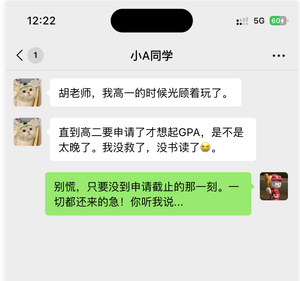 12:22
5G 60
1 小A同学
胡老师，我高一的时候光顾着玩了。
直到高二要申请了才想起GPA，是不是
太晚了。我没救了，没书读了😭。
别慌，只要没到申请截止的那一刻。一
切都还来的急！你听我说...